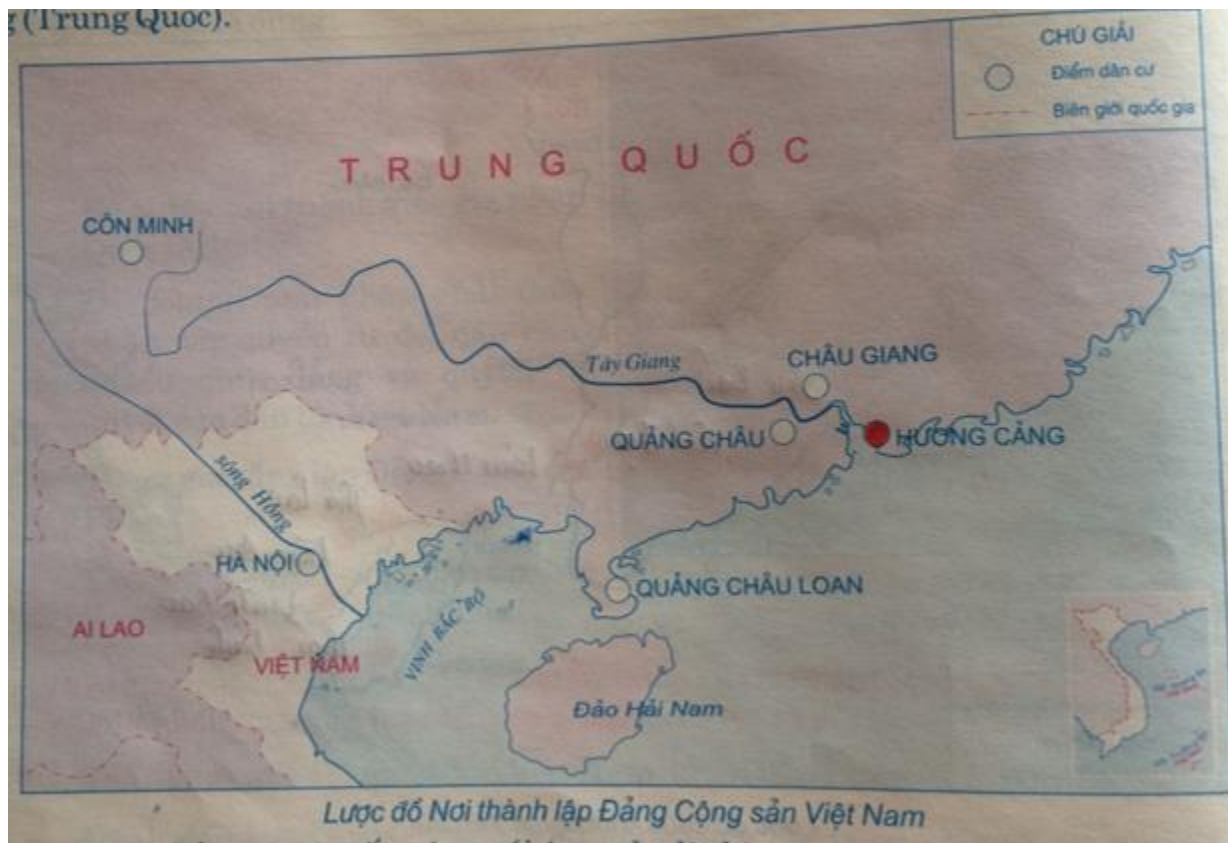 (Trung Quốc).
CHÚ GIẢI
Điểm dân cư
Biên giới quốc gia
TRUNG QUỐC
CÔN MINH
Tây Giang
CHÂU GIANG
QUẢNG CHÂU
HƯƠNG CẢNG
sông Hồng
HÀ NỘI
QUẢNG CHÂU LOAN
VỊNH BẮC BỘ
AI LAO
VIỆT NAM
Đảo Hải Nam
Lược đồ Nơi thành lập Đảng Cộng sản Việt Nam